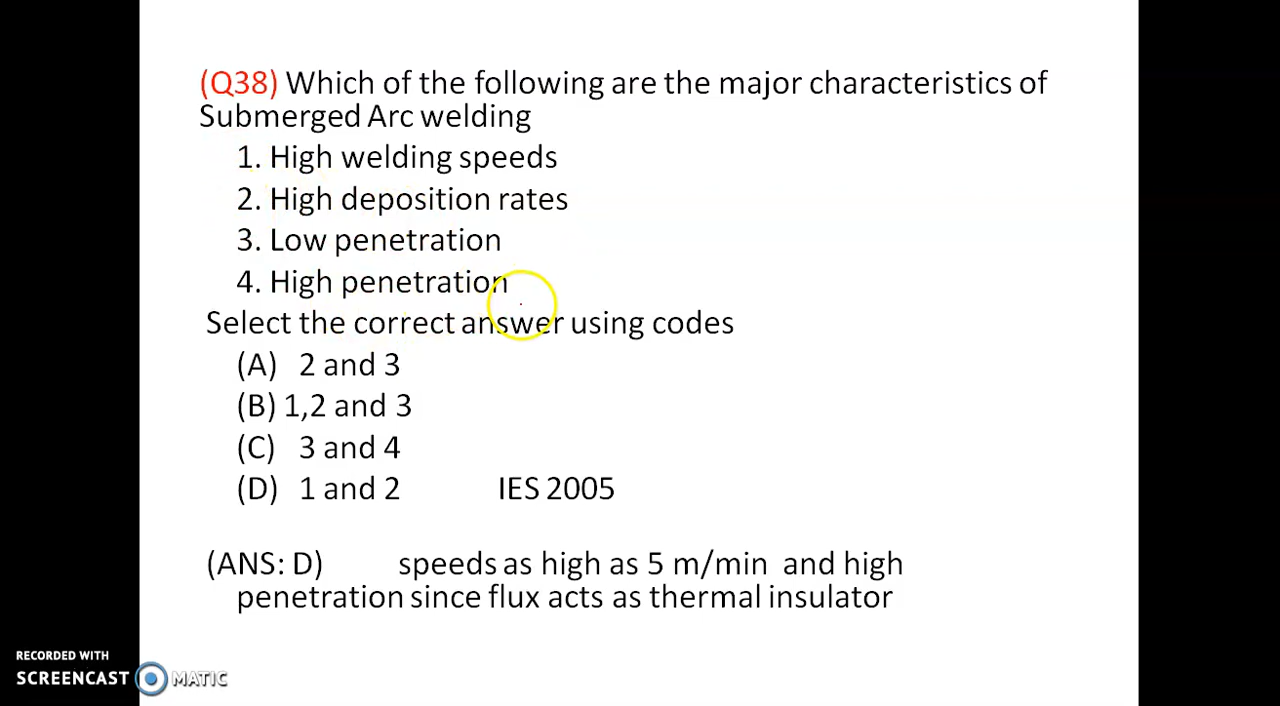 (Q38) Which of the following are the major characteristics of
Submerged Arc welding
1. High welding speeds
2. High deposition rates
3. Low penetration
4. High penetration
Select the correct answer using codes
(A) 2 and 3
(B) 1,2 and 3
(C) 3 and 4
(D) 1 and 2 IES 2005
(ANS: D) speeds as high as 5 m/min and high
penetration since flux acts as thermal insulator
RECORDED WITH
SCREENCAST MATIC